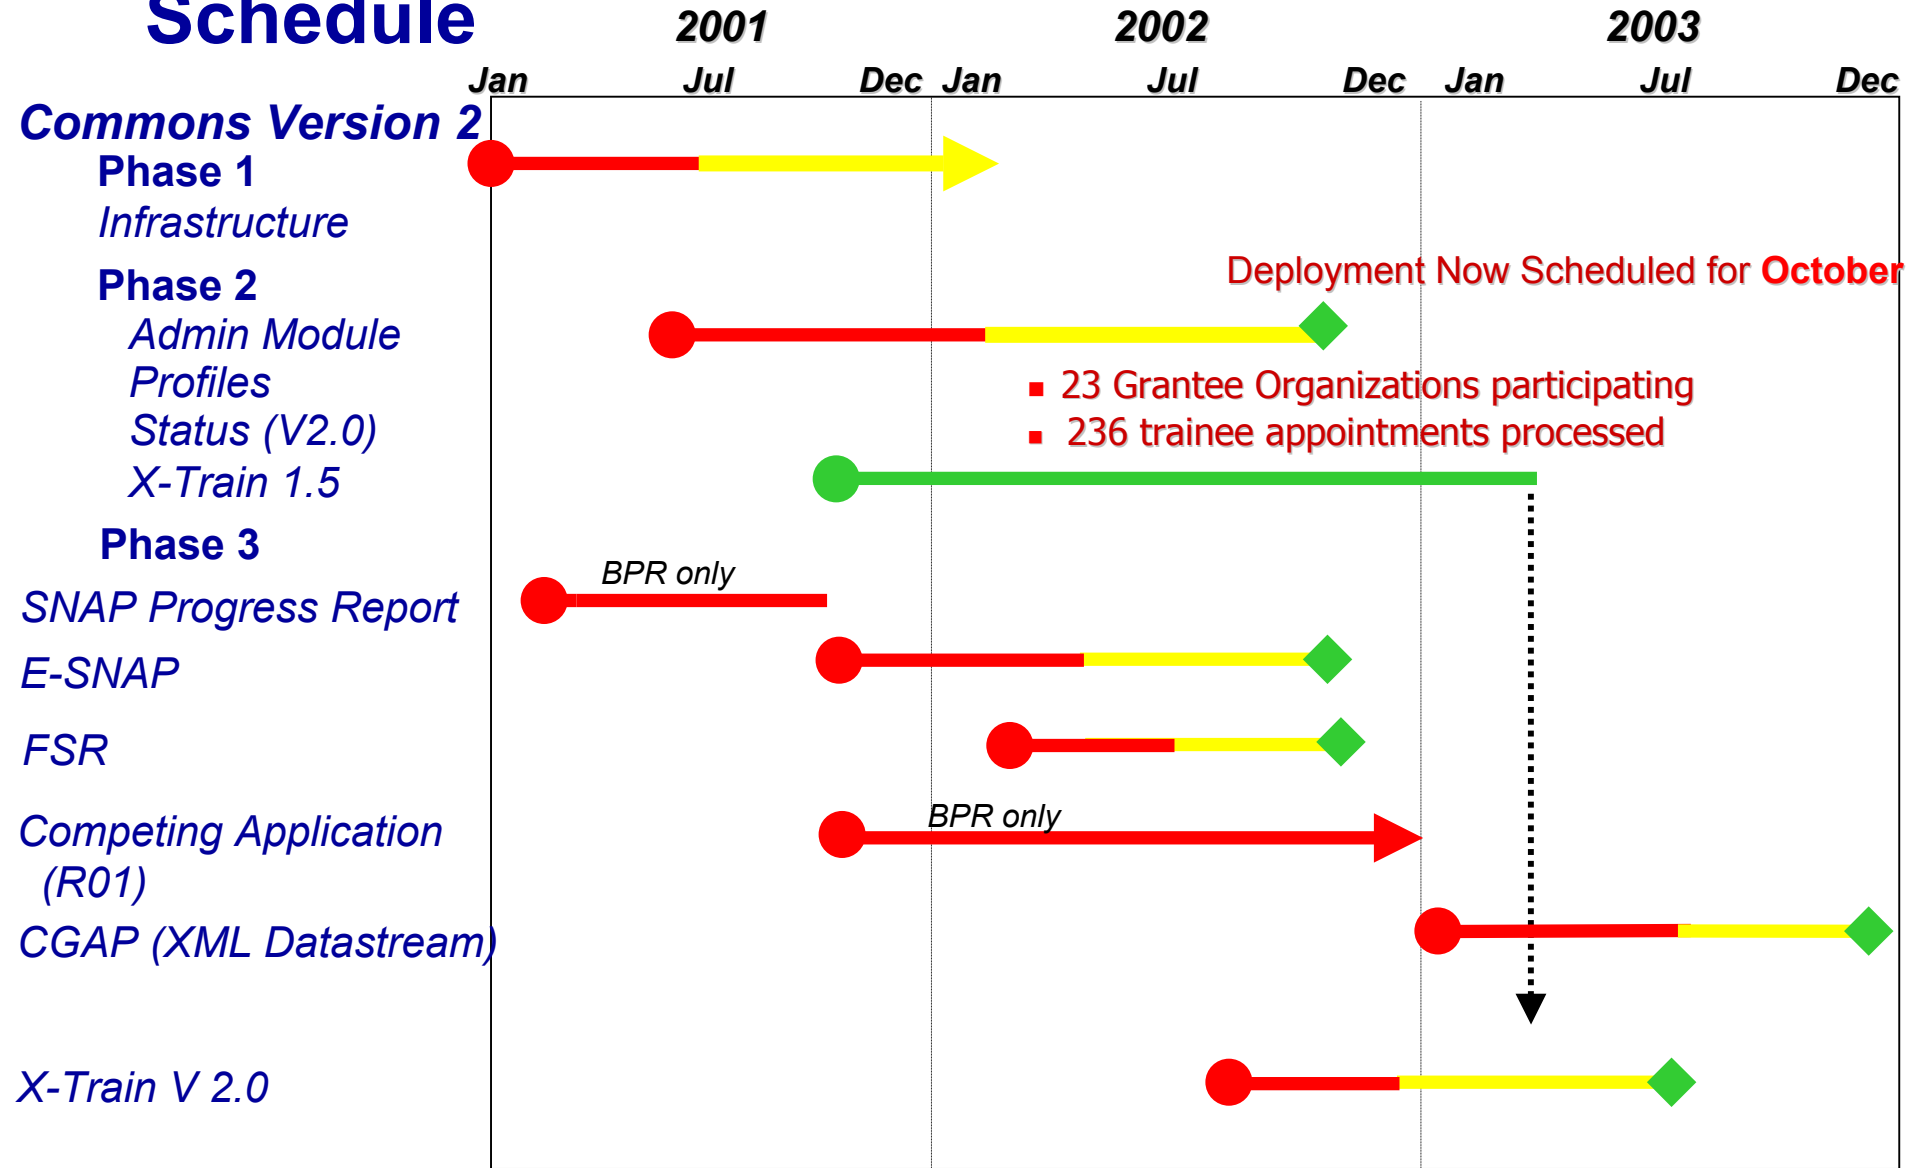 Schedule
2001 2002 2003
Jan Jul Dec Jan Jul Dec Jan Jul Dec
Commons Version 2
Phase 1
Infrastructure
Phase 2
Deployment Now Scheduled for October
Admin Module
Profiles
▪ 23 Grantee Organizations participating
Status (V2.0)
▪ 236 trainee appointments processed
X-Train 1.5
Phase 3
BPR only
SNAP Progress Report
E-SNAP
FSR
BPR only
Competing Application
(R01)
CGAP (XML Datastream)
X-Train V 2.0